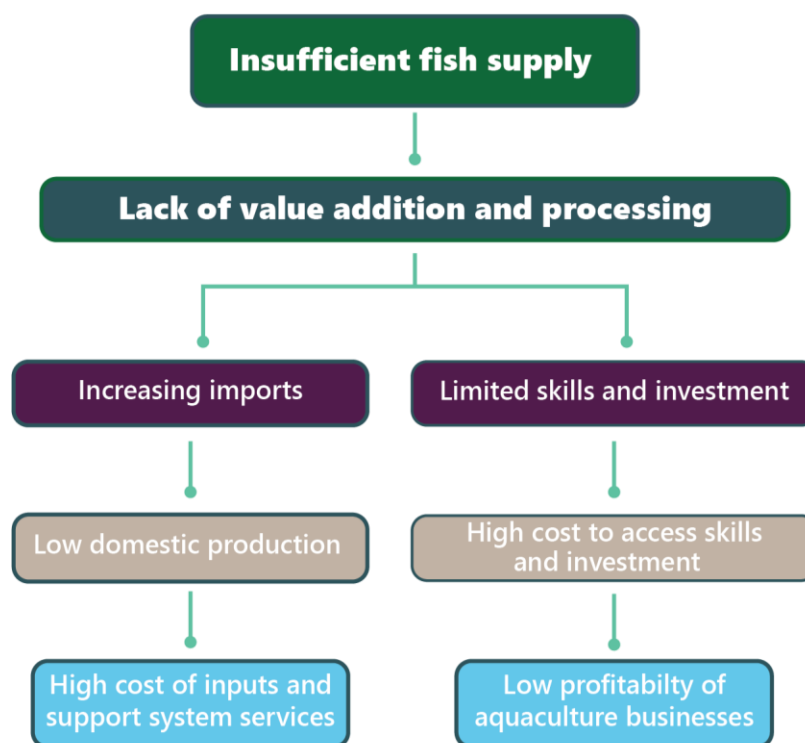 Insufficient fish supply
Lack of value addition and processing
Increasing imports
Limited skills and investment
Low domestic production
High cost to access skills
and investment
High cost of inputs and
support system services
Low profitabilty of
aquaculture businesses